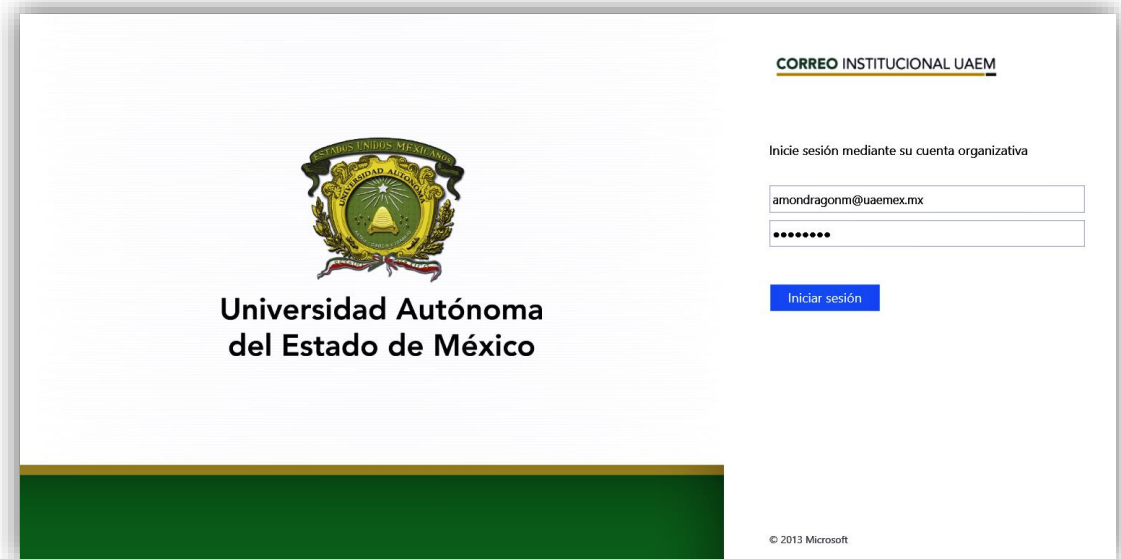 ESTADOS UNIDOS MEXICANOS
UNIVERSIDAD AUTONOMA
Universidad Autónoma
del Estado de México
CORREO INSTITUCIONAL UAEM
Inicie sesión mediante su cuenta organizativa
amondragonm@uaemex.mx
••••••••
Iniciar sesión
© 2013 Microsoft